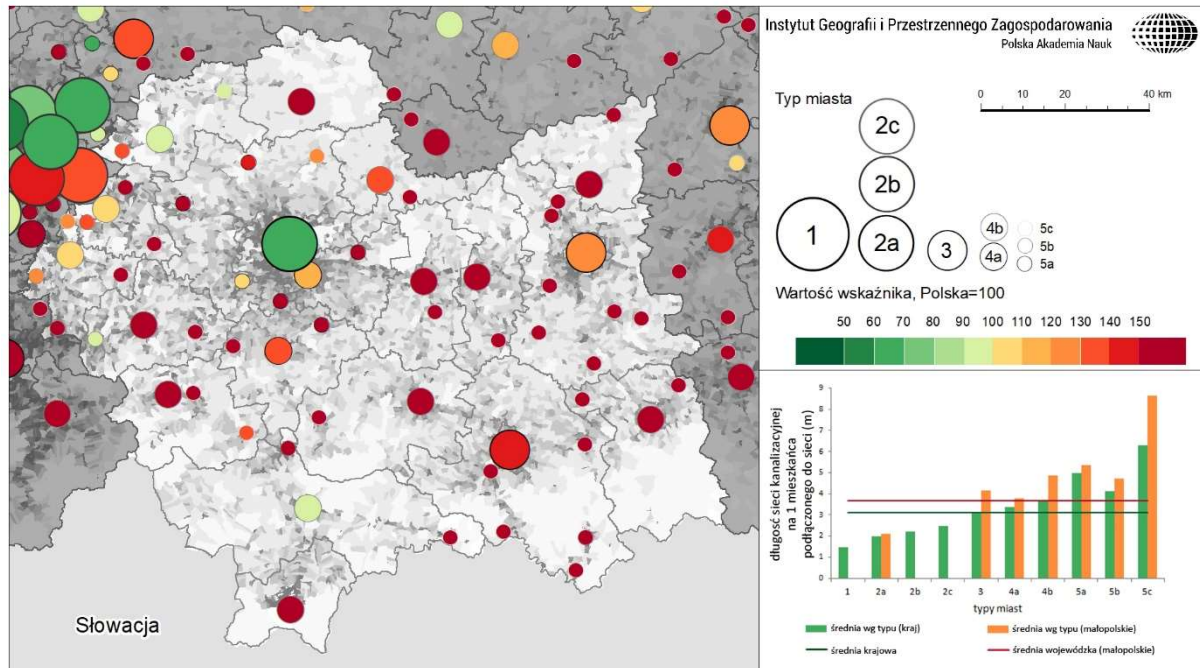 Instytut Geografii i Przestrzennego Zagospodarowania
Polska Akademia Nauk
Typ miasta
0 10 20 40 km
2c
2b
1
2a
3
4b
4a
5c
5b
5a
Wartość wskaźnika, Polska=100
50 60 70 80 90 100 110 120 130 140 150
Słowacja
długość sieci kanalizacyjnej
na 1 mieszkańca
podłączonego do sieci (m)
9
8
7
6
5
4
3
2
1
0
1 2a 2b 2c 3 4a 4b 5a 5b 5c
typy miast
średnia wg typu (kraj) średnia wg typu (małopolskie)
średnia krajowa średnia wojewódzka (małopolskie)